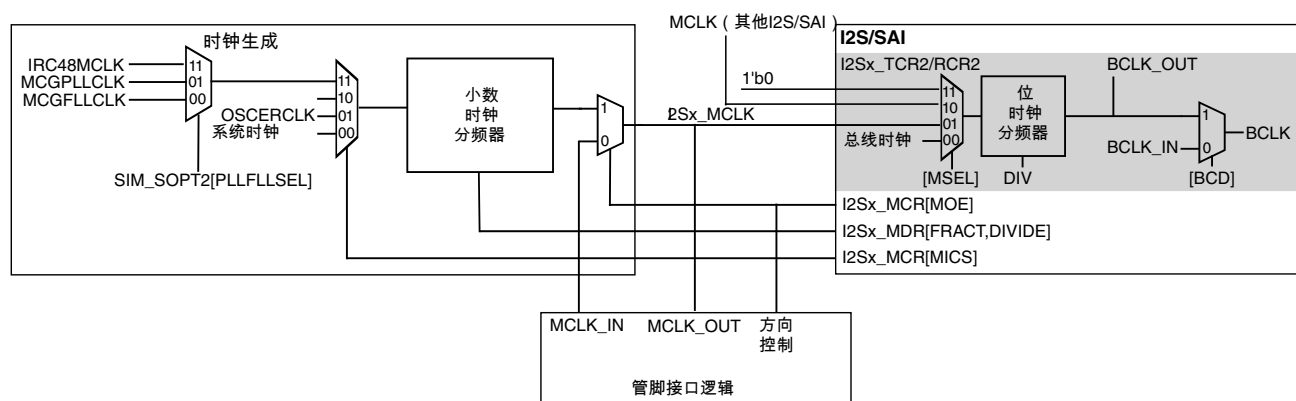 时钟生成
IRC48MCLK
MCGPLLCLK
MCGFLLCLK
11
01
00
SIM_SOPT2[PLLFLLSEL]
OSCERCLK
系统时钟
11
10
01
00
小数
时钟
分频器
1
0
I2Sx_MCLK
MCLK ( 其他I2S/SAI )
1'b0
总线时钟
I2S/SAI
I2Sx_TCR2/RCR2
11
10
01
00
[MSEL]
位
时钟
分频器
DIV
BCLK_OUT
BCLK_IN
1
0
[BCD]
BCLK
I2Sx_MCR[MOE]
I2Sx_MDR[FRACT,DIVIDE]
I2Sx_MCR[MICS]
MCLK_IN
MCLK_OUT
方向
控制
管脚接口逻辑